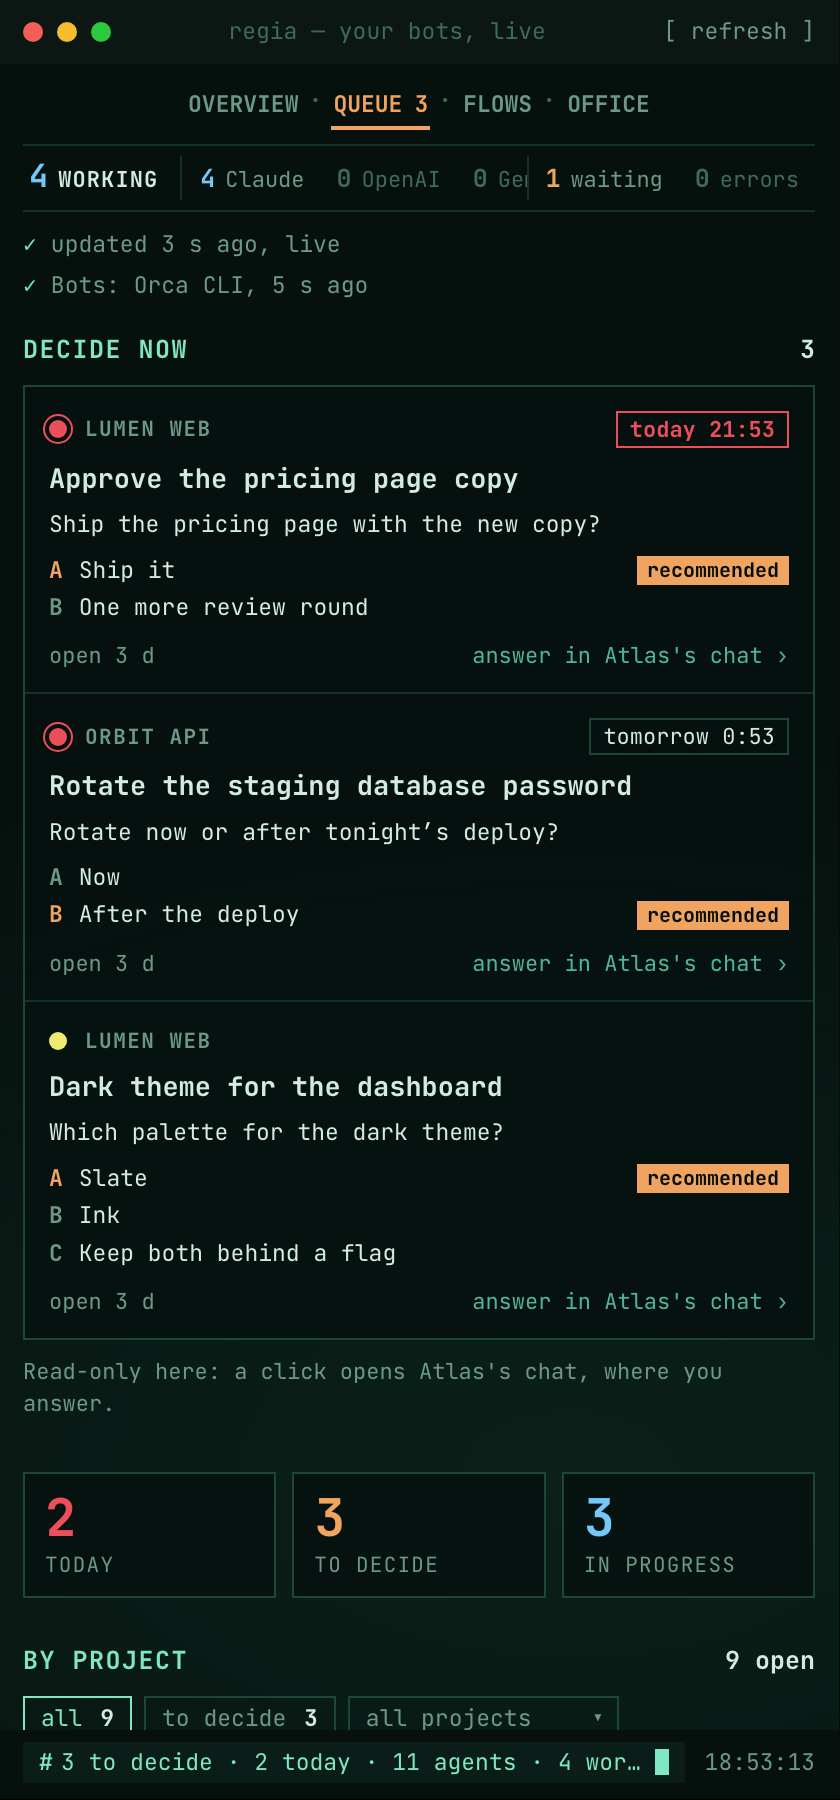 regia — your bots, live
[ refresh ]
OVERVIEW · QUEUE 3 · FLOWS · OFFICE
4 WORKING 4 Claude 0 OpenAI 0 Ge 1 waiting 0 errors
✓ updated 3 s ago, live
✓ Bots: Orca CLI, 5 s ago
DECIDE NOW 3
LUMEN WEB today 21:53
Approve the pricing page copy
Ship the pricing page with the new copy?
A Ship it recommended
B One more review round
open 3 d answer in Atlas's chat ›
ORBIT API tomorrow 0:53
Rotate the staging database password
Rotate now or after tonight’s deploy?
A Now
B After the deploy recommended
open 3 d answer in Atlas's chat ›
LUMEN WEB
Dark theme for the dashboard
Which palette for the dark theme?
A Slate recommended
B Ink
C Keep both behind a flag
open 3 d answer in Atlas's chat ›
Read-only here: a click opens Atlas's chat, where you
answer.
2 3 3
TODAY TO DECIDE IN PROGRESS
BY PROJECT 9 open
all 9 to decide 3 all projects ▾
# 3 to decide · 2 today · 11 agents · 4 wor… 18:53:13